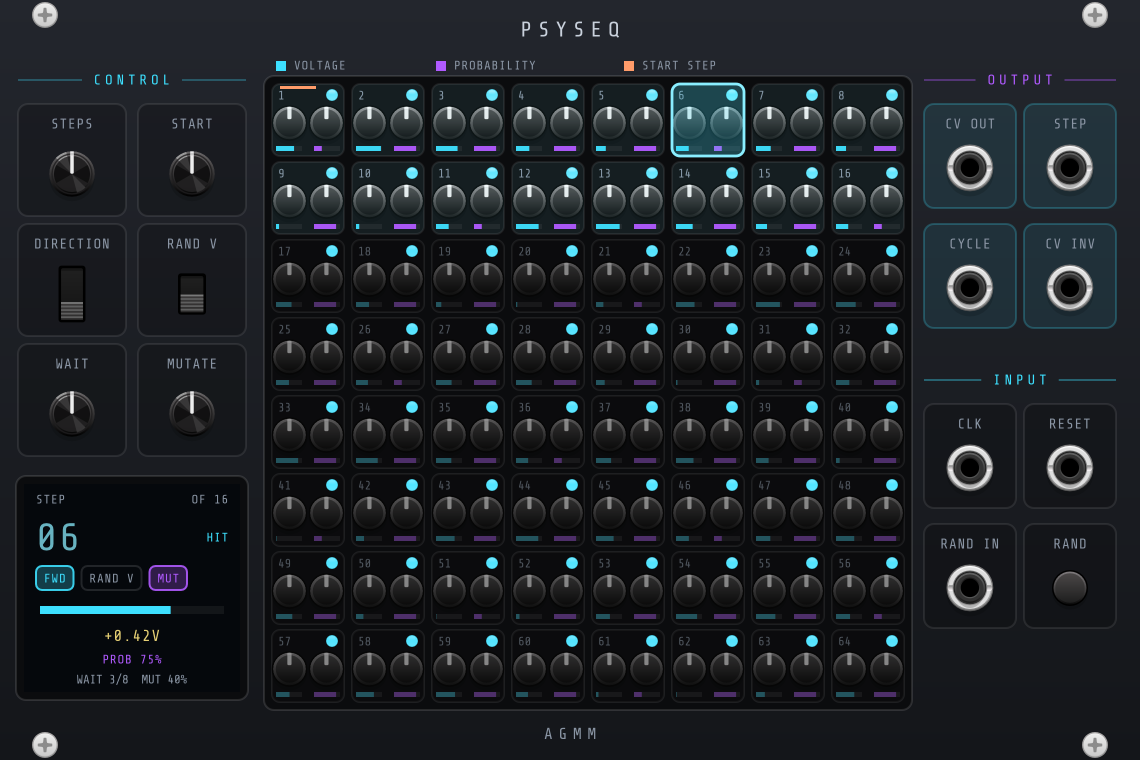 PSYSEQ
VOLTAGE PROBABILITY START STEP
CONTROL
STEPS START
DIRECTION RAND V
WAIT MUTATE
STEP OF 16
06 HIT
FWD RAND V MUT
+0.42V
PROB 75%
WAIT 3/8 MUT 40%
1 2 3 4 5 6 7 8
9 10 11 12 13 14 15 16
17 18 19 20 21 22 23 24
25 26 27 28 29 30 31 32
33 34 35 36 37 38 39 40
41 42 43 44 45 46 47 48
49 50 51 52 53 54 55 56
57 58 59 60 61 62 63 64
OUTPUT
CV OUT STEP
CYCLE CV INV
INPUT
CLK RESET
RAND IN RAND
AGMM